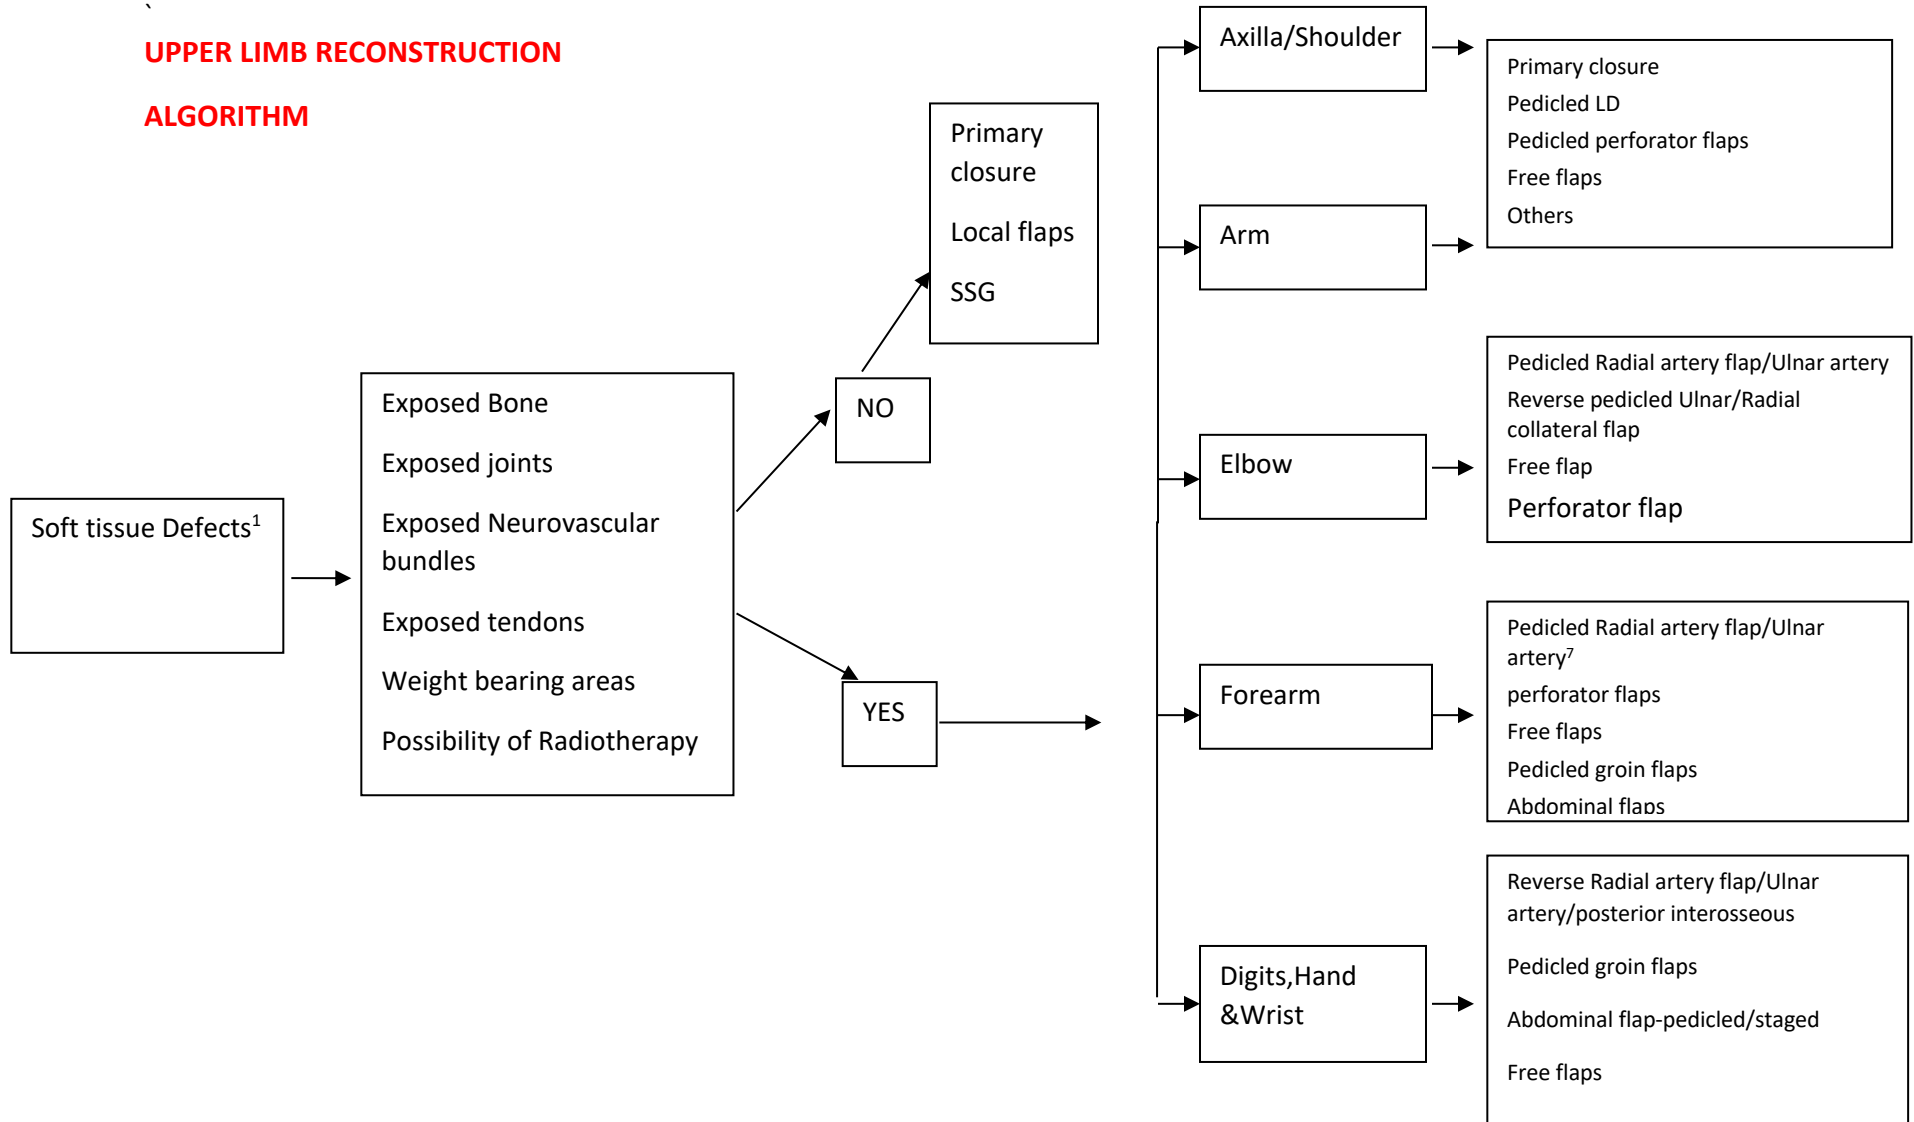 `
UPPER LIMB RECONSTRUCTION
ALGORITHM
Soft tissue Defects¹
Exposed Bone
Exposed joints
Exposed Neurovascular
bundles
Exposed tendons
Weight bearing areas
Possibility of Radiotherapy
NO
Primary
closure
Local flaps
SSG
YES
Axilla/Shoulder
Primary closure
Pedicled LD
Pedicled perforator flaps
Free flaps
Others
Arm
Elbow
Pedicled Radial artery flap/Ulnar artery
Reverse pedicled Ulnar/Radial
collateral flap
Free flap
Perforator flap
Forearm
Pedicled Radial artery flap/Ulnar
artery⁷
perforator flaps
Free flaps
Pedicled groin flaps
Abdominal flaps
Digits,Hand
&Wrist
Reverse Radial artery flap/Ulnar
artery/posterior interosseous
Pedicled groin flaps
Abdominal flap-pedicled/staged
Free flaps